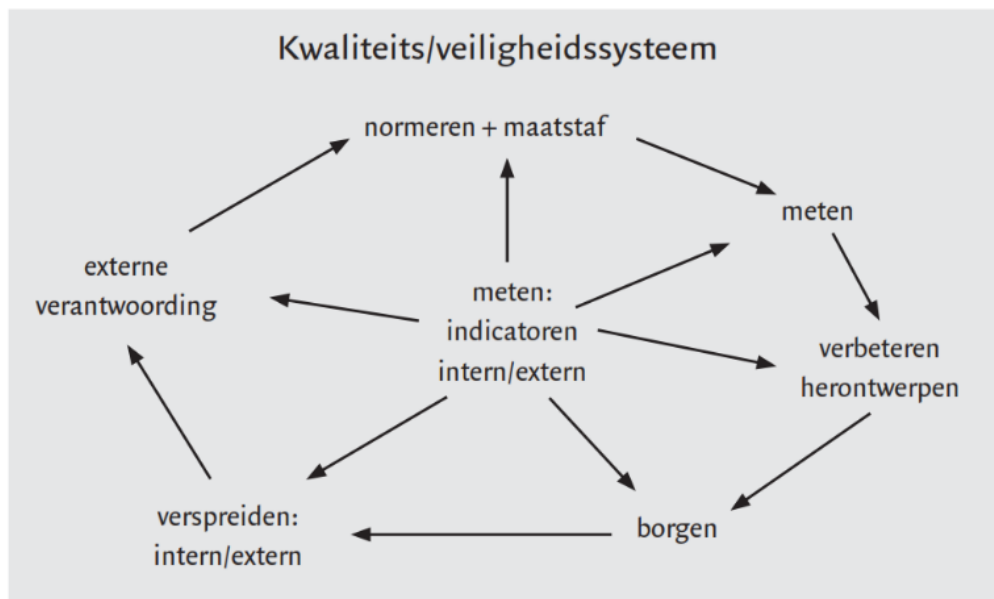 Kwaliteits/veiligheidssysteem
normeren + maatstaf
meten
externe
verantwoording
meten:
indicatoren
intern/extern
verbeteren
herontwerpen
verspreiden:
intern/extern
borgen